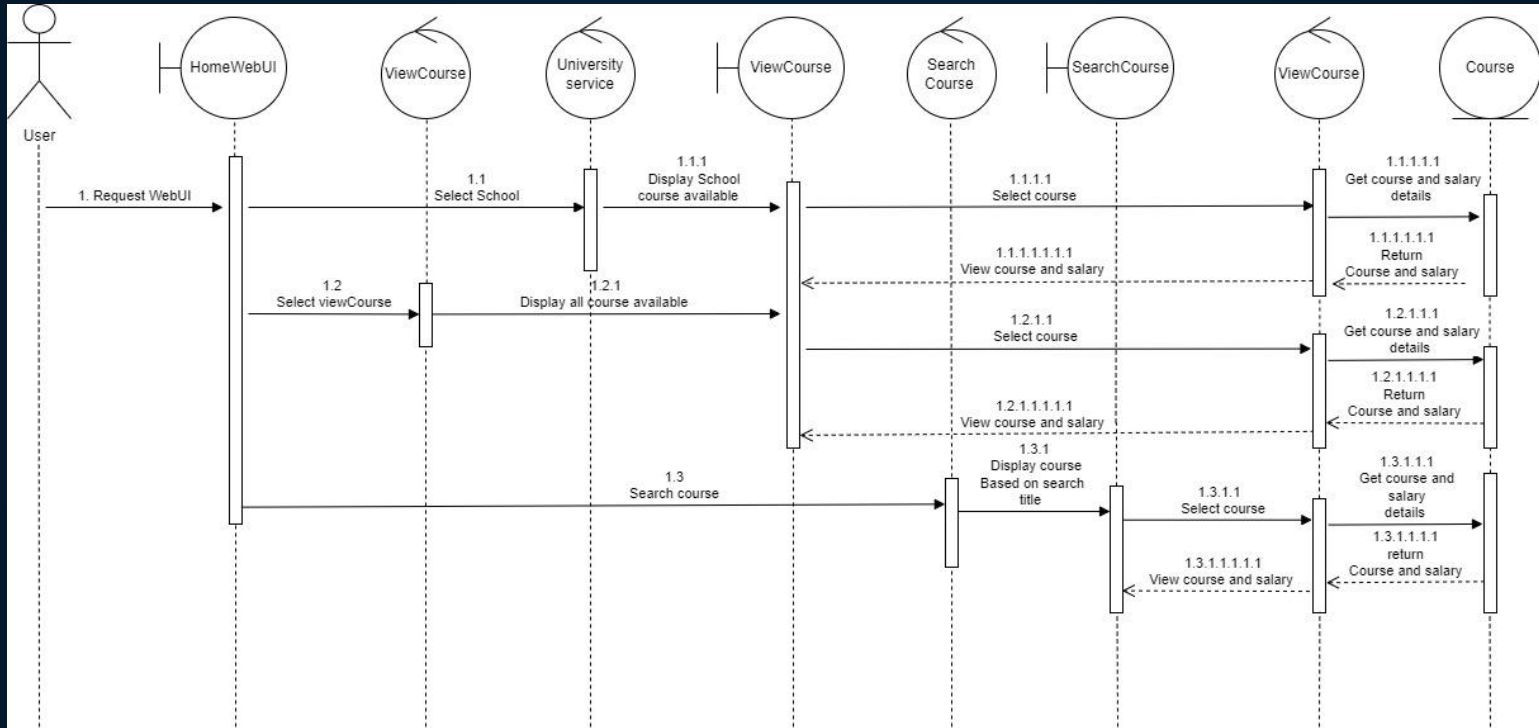 HomeWebUI
ViewCourse
University
service
ViewCourse
Search
Course
SearchCourse
ViewCourse
Course
User
1. Request WebUI
1.1
Select School
1.1.1
Display School
course available
1.1.1.1
Select course
1.1.1.1.1
Get course and salary
details
1.1.1.1.1.1
Return
Course and salary
1.1.1.1.1.1.1
View course and salary
1.2
Select viewCourse
1.2.1
Display all course available
1.2.1.1
Select course
1.2.1.1.1
Get course and salary
details
1.2.1.1.1.1
Return
Course and salary
1.2.1.1.1.1.1
View course and salary
1.3
Search course
1.3.1
Display course
Based on search
title
1.3.1.1
Select course
1.3.1.1.1
Get course and
salary
details
1.3.1.1.1.1
return
Course and salary
1.3.1.1.1.1.1
View course and salary